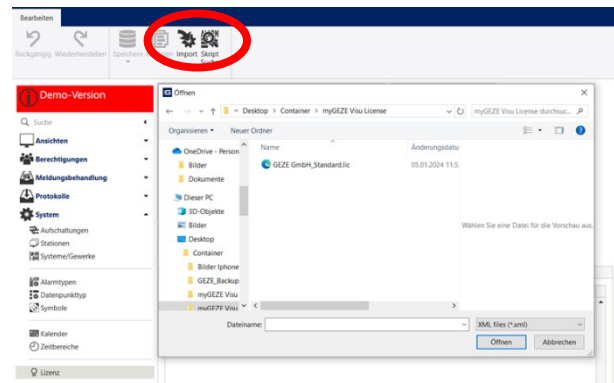 Bearbeiten
Rückgängig Wiederherstellen Speichern Import Skript
Demo-Version
Suche
Ansichten
Berechtigungen
Meldungsbehandlung
Protokolle
System
Aufschaltungen
Stationen
Systeme/Gewerke
Alarmtypen
Datenpunkttyp
Symbole
Kalender
Zeitbereiche
Lizenz
Öffnen
« Desktop › Container › myGEZE Visu License
myGEZE Visu License durchsuc...
Organisieren Neuer Ordner
Name Änderungsdatu
OneDrive - Person
Bilder
Dokumente
Dieser PC
3D-Objekte
Bilder
Desktop
Container
Bilder Iphone
GEZE_Backup
myGEZE Visu
myGEZE Visu
GEZE GmbH_Standard.lic 05.01.2024 11:5
Wählen Sie eine Datei für die Vorschau aus.
Dateiname: XML files (*.xml)
Öffnen Abbrechen